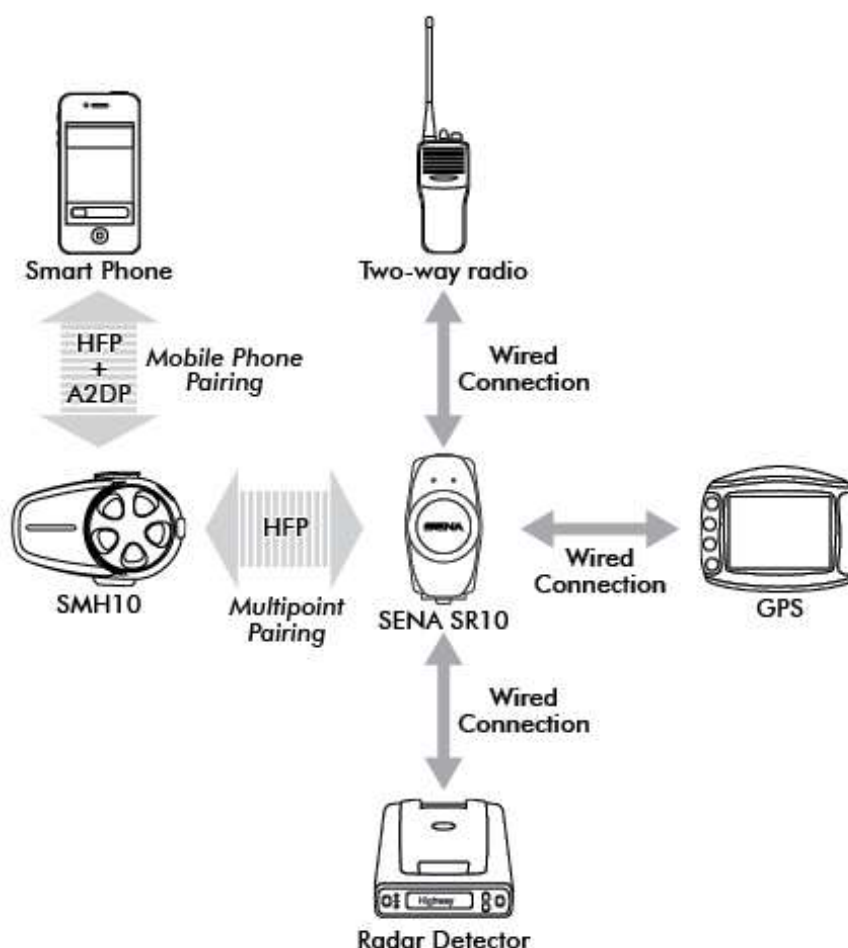 Smart Phone
Two-way radio
HFP
+
A2DP
Mobile Phone
Pairing
Wired
Connection
SENA
HFP
Wired
Connection
SMH10
Multipoint
Pairing
SENA SR10
GPS
Wired
Connection
Highway
Radar Detector